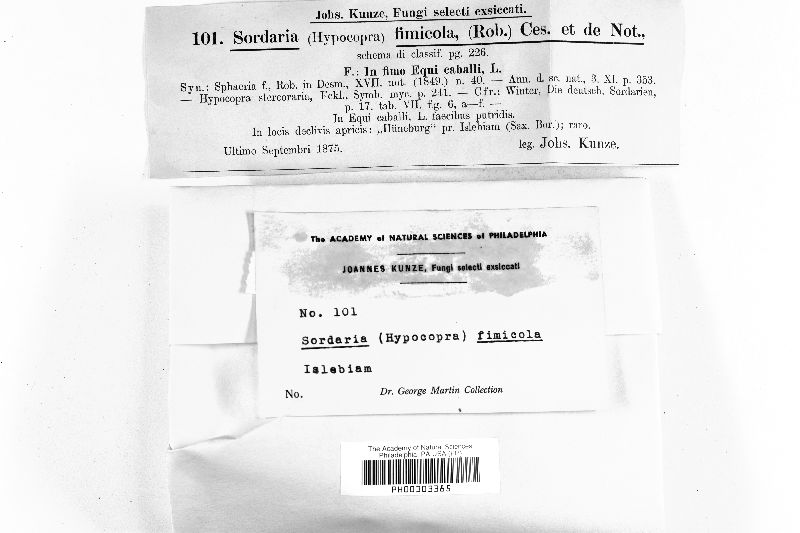 Johs. Kunze, Fungi selecti exsiccati.
101. Sordaria (Hypocopra) fimicola, (Rob.) Ces. et de Not.,
schema di classif. pg. 226.
F.: In fimo Equi caballi, L.
Syn.: Sphaeria f., Rob. in Desm., XVII. not. (1849.) n. 40. — Ann. d. sc. nat., 3. XI. p. 353.
— Hypocopra stercoraria, Fckl., Symb. myc. p. 241. — Cfr.: Winter, Die deutsch. Sordarien,
p. 17. tab. VII. fig. 6, a—f. —
In Equi caballi, L. faecibus putridis.
In locis declivis apricis: „Hüneburg" pr. Islebiam (Sax. Bor.); raro.
Ultimo Septembri 1875. leg. Johs. Kunze.
The ACADEMY of NATURAL SCIENCES of PHILADELPHIA
JOANNES KUNZE, Fungi selecti exsiccati
No. 101
Sordaria (Hypocopra) fimicola
Islebiam
No. Dr. George Martin Collection
The Academy of Natural Sciences
Philadelphia, PA USA (PH)
PH00003365